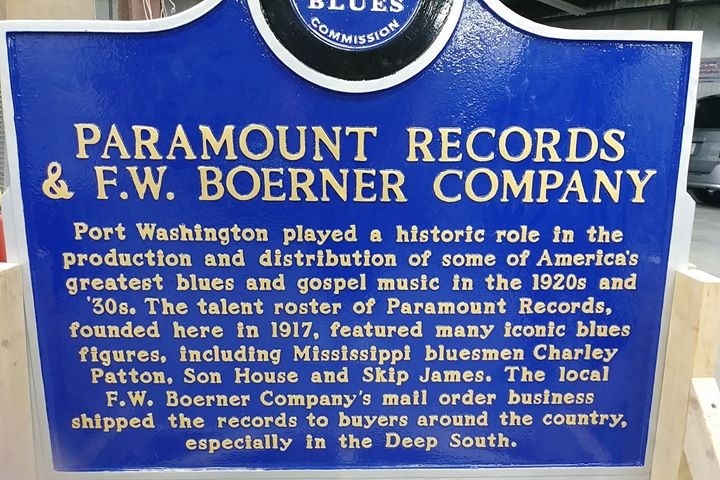 BLUES
COMMISSION
PARAMOUNT RECORDS
& F.W. BOERNER COMPANY
Port Washington played a historic role in the
production and distribution of some of America's
greatest blues and gospel music in the 1920s and
'30s. The talent roster of Paramount Records,
founded here in 1917, featured many iconic blues
figures, including Mississippi bluesmen Charley
Patton, Son House and Skip James. The local
F.W. Boerner Company's mail order business
shipped the records to buyers around the country,
especially in the Deep South.